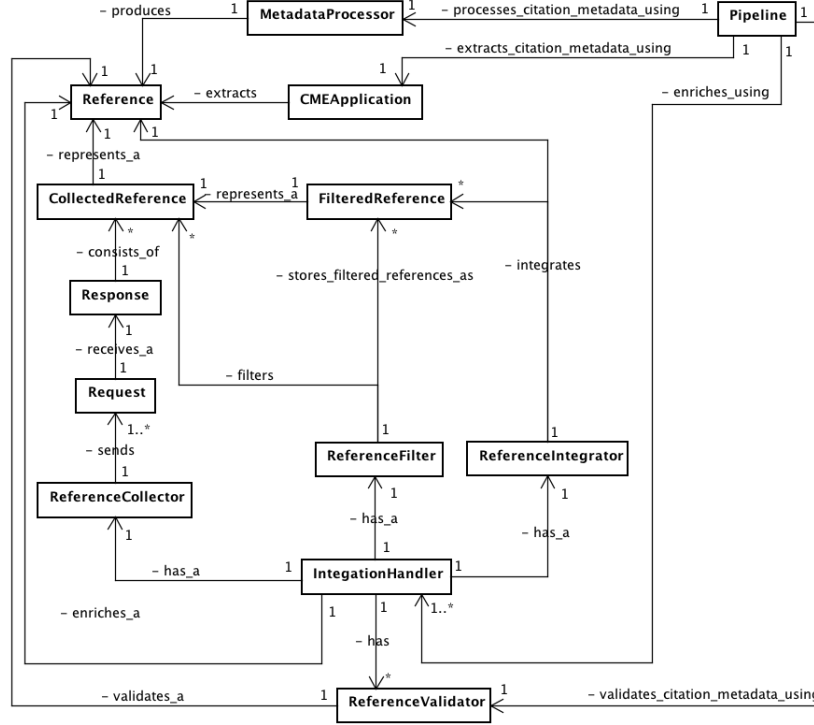 - produces
1
MetadataProcessor
1
- processes_citation_metadata_using
1
Pipeline
1
- extracts_citation_metadata_using
1
1
1
1
1
Reference
- extracts
CMEApplication
- enriches_using
1
1
1
- represents_a
1
CollectedReference
1
- represents_a
1
FilteredReference
*
*
*
*
- consists_of
1
- stores_filtered_references_as
- integrates
Response
1
- receives_a
1
- filters
Request
1..*
- sends
1
1
1
ReferenceFilter
ReferenceIntegrator
ReferenceCollector
1
1
1
- has_a
- has_a
1
- has_a
1
IntegationHandler
1
- enriches_a
1
1
1..*
- has
*
- validates_a
1
ReferenceValidator
1
- validates_citation_metadata_using